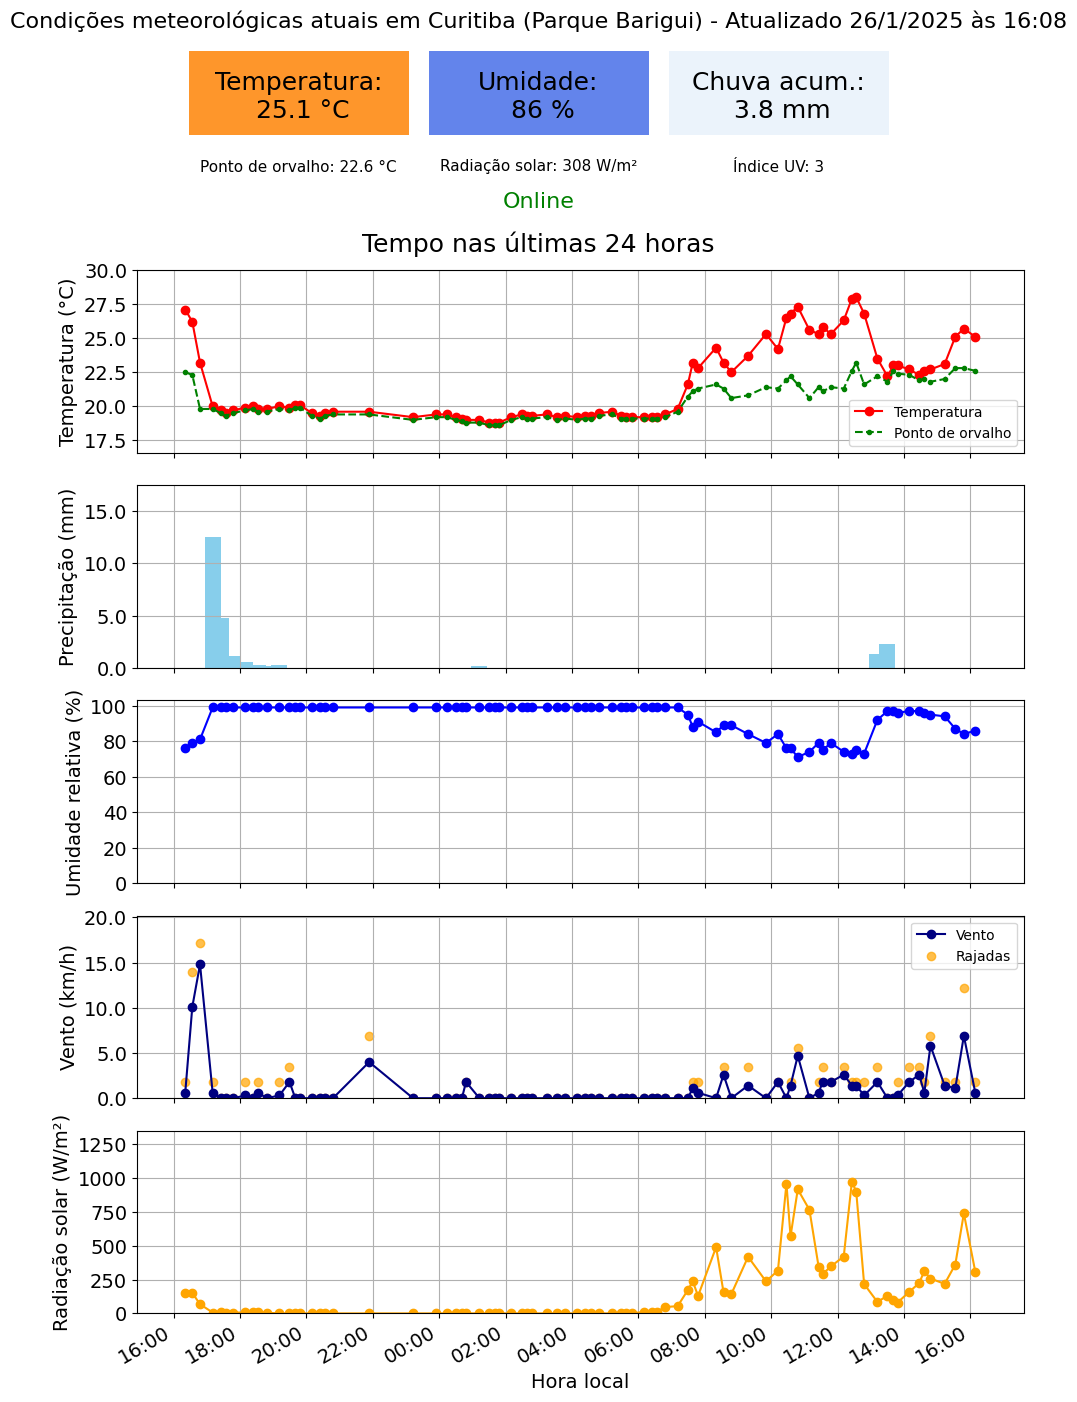 Condições meteorológicas atuais em Curitiba (Parque Barigui) - Atualizado 26/1/2025 às 16:08
Temperatura:
25.1 °C
Umidade:
86 %
Chuva acum.:
3.8 mm
Ponto de orvalho: 22.6 °C
Radiação solar: 308 W/m²
Índice UV: 3
Online
Tempo nas últimas 24 horas
Temperatura (°C)
30.0
27.5
25.0
22.5
20.0
17.5
Temperatura
Ponto de orvalho
Precipitação (mm)
15.0
10.0
5.0
0.0
Umidade relativa (%)
100
80
60
40
20
0
Vento (km/h)
20.0
15.0
10.0
5.0
0.0
Vento
Rajadas
Radiação solar (W/m²)
1250
1000
750
500
250
0
16:00
18:00
20:00
22:00
00:00
02:00
04:00
06:00
08:00
10:00
12:00
14:00
16:00
Hora local